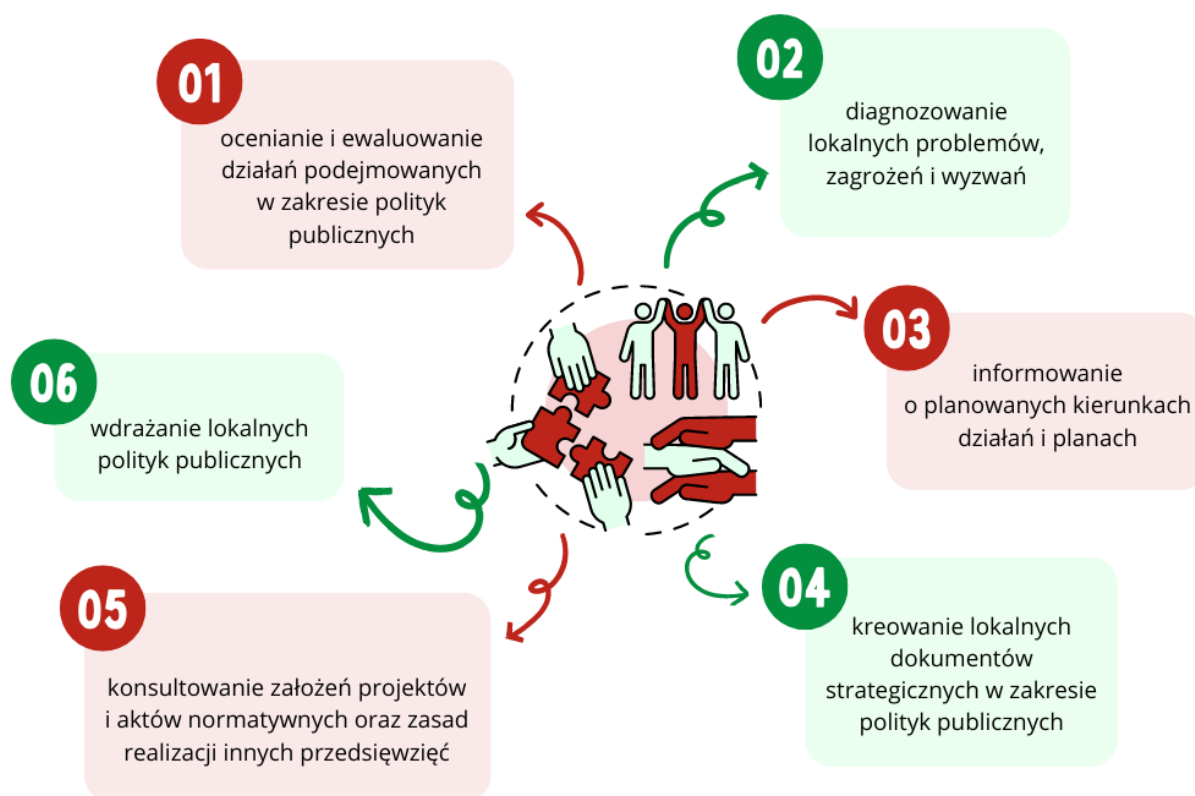 01
ocenianie i ewaluowanie
działań podejmowanych
w zakresie polityk
publicznych
02
diagnozowanie
lokalnych problemów,
zagrożeń i wyzwań
03
informowanie
o planowanych kierunkach
działań i planach
04
kreowanie lokalnych
dokumentów
strategicznych w zakresie
polityk publicznych
05
konsultowanie założeń projektów
i aktów normatywnych oraz zasad
realizacji innych przedsięwzięć
06
wdrażanie lokalnych
polityk publicznych